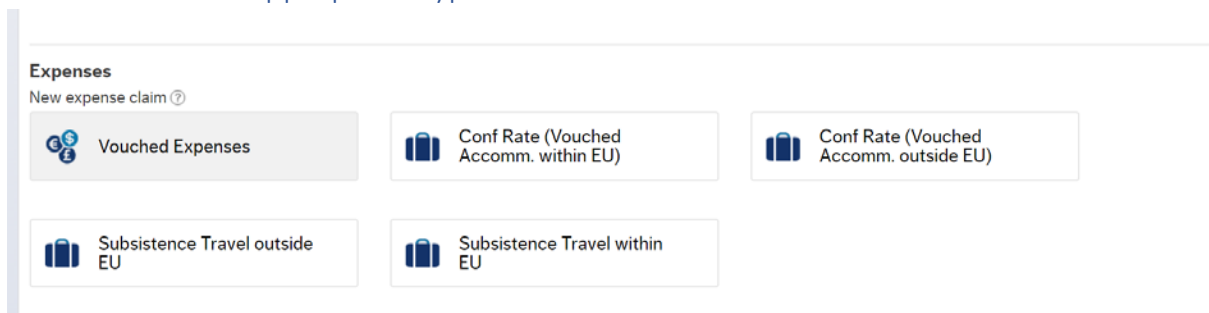 Expenses
New expense claim ?
Vouched Expenses
Conf Rate (Vouched
Accomm. within EU)
Conf Rate (Vouched
Accomm. outside EU)
Subsistence Travel outside
EU
Subsistence Travel within
EU